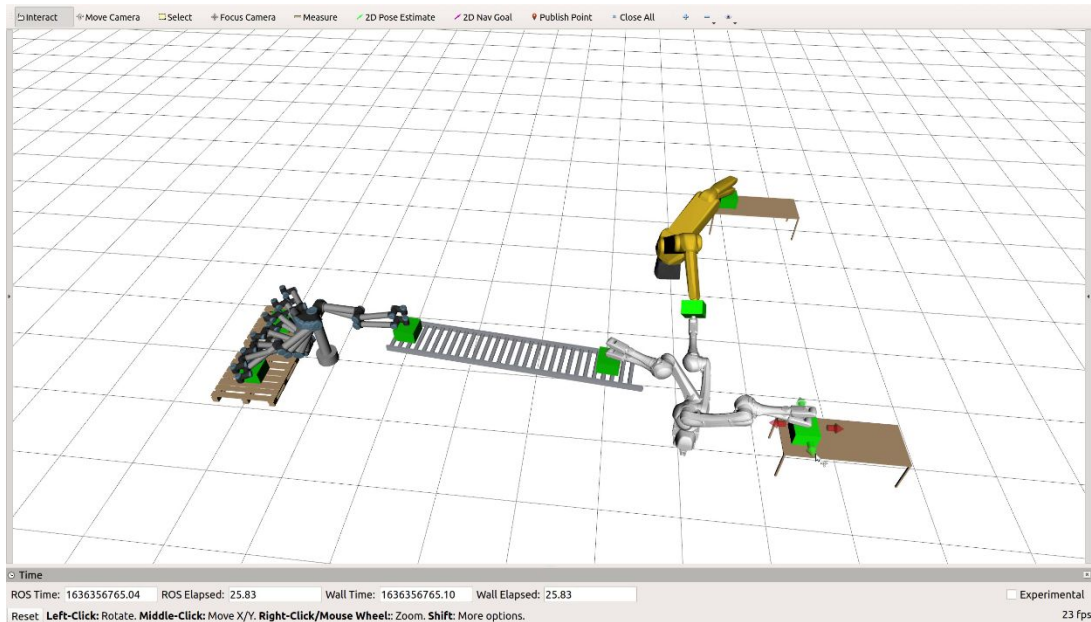 Interact Move Camera Select Focus Camera Measure 2D Pose Estimate 2D Nav Goal Publish Point Close All
Time
ROS Time: 1636356765.04 ROS Elapsed: 25.83 Wall Time: 1636356765.10 Wall Elapsed: 25.83 Experimental
Reset Left-Click: Rotate. Middle-Click: Move X/Y. Right-Click/Mouse Wheel:: Zoom. Shift: More options. 23 fps